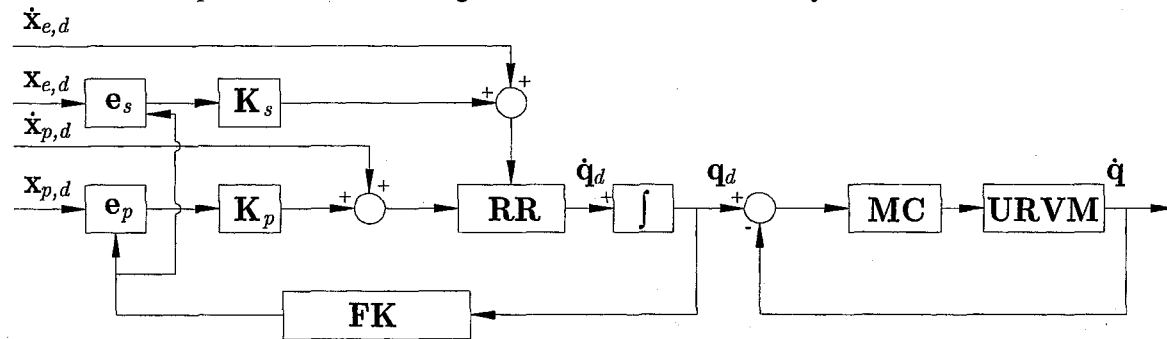 ẋ_{e,d}
x_{e,d}
e_s
K_s
+
+
ẋ_{p,d}
x_{p,d}
e_p
K_p
+
+
RR
q̇_d
+
∫
q_d
+
-
MC
URVM
q̇
FK